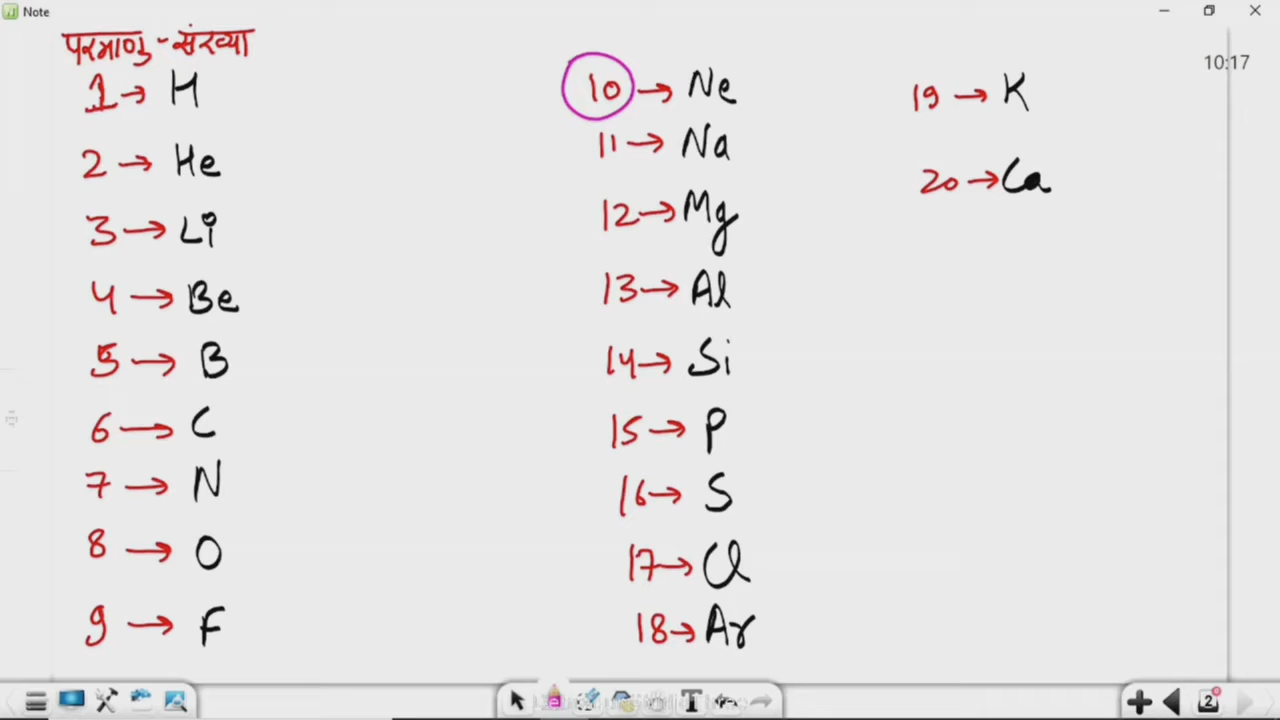 Note
10:17
परमाणु-संख्या
1→ H
2→ He
3→ Li
4→ Be
5→ B
6→ C
7→ N
8→ O
9→ F
10→ Ne
11→ Na
12→ Mg
13→ Al
14→ Si
15→ P
16→ S
17→ Cl
18→ Ar
19→ K
20→ Ca
T
2